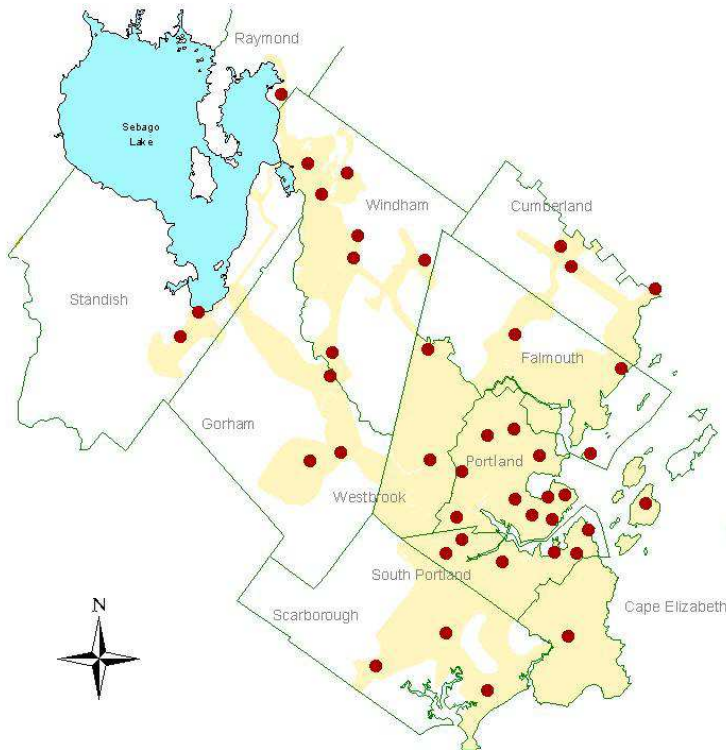 Raymond
Sebago
Lake
Windham
Cumberland
Standish
Falmouth
Gorham
Portland
Westbrook
South Portland
Cape Elizabeth
Scarborough
N